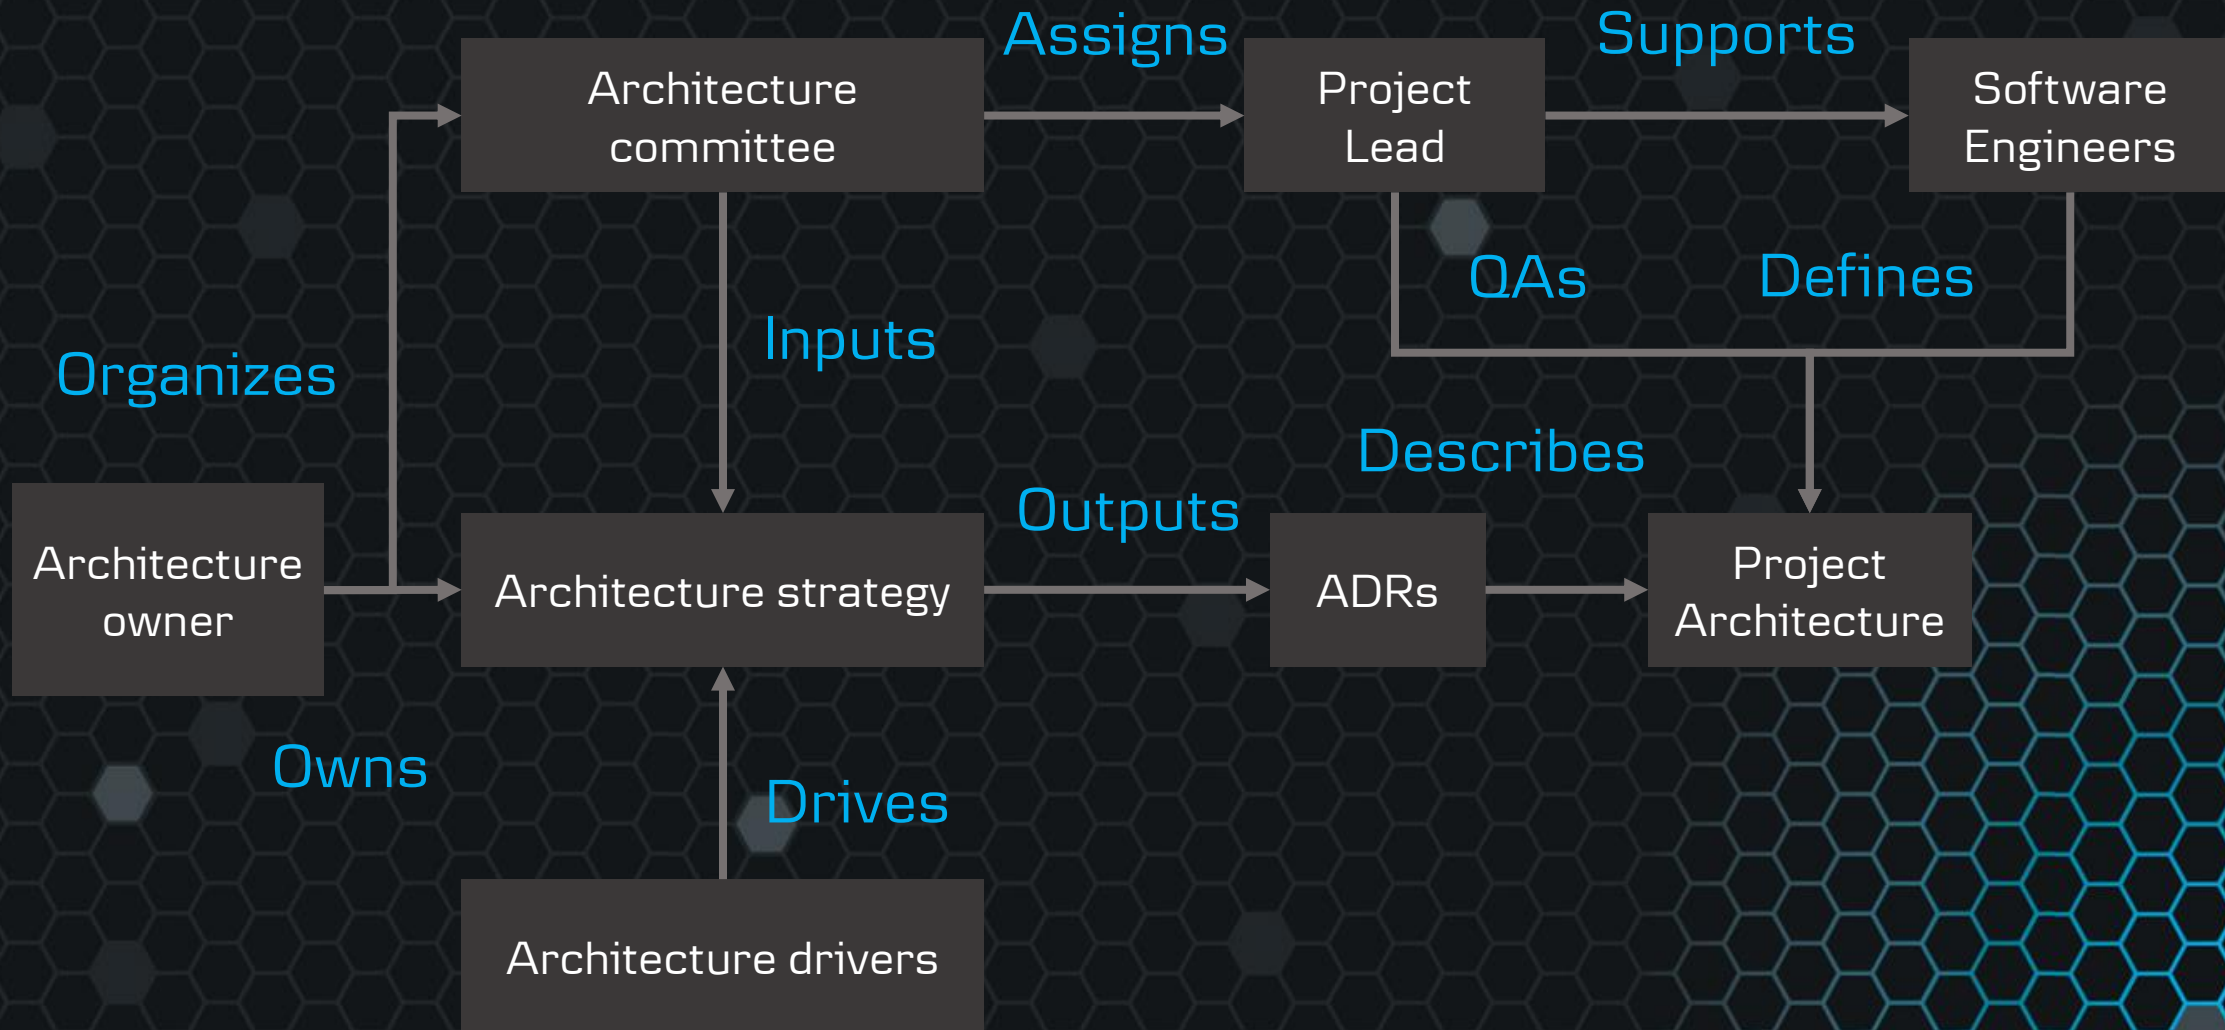 Assigns
Supports
Architecture
committee
Project
Lead
Software
Engineers
QAs
Defines
Inputs
Organizes
Describes
Outputs
Architecture
owner
Architecture strategy
ADRs
Project
Architecture
Owns
Drives
Architecture drivers